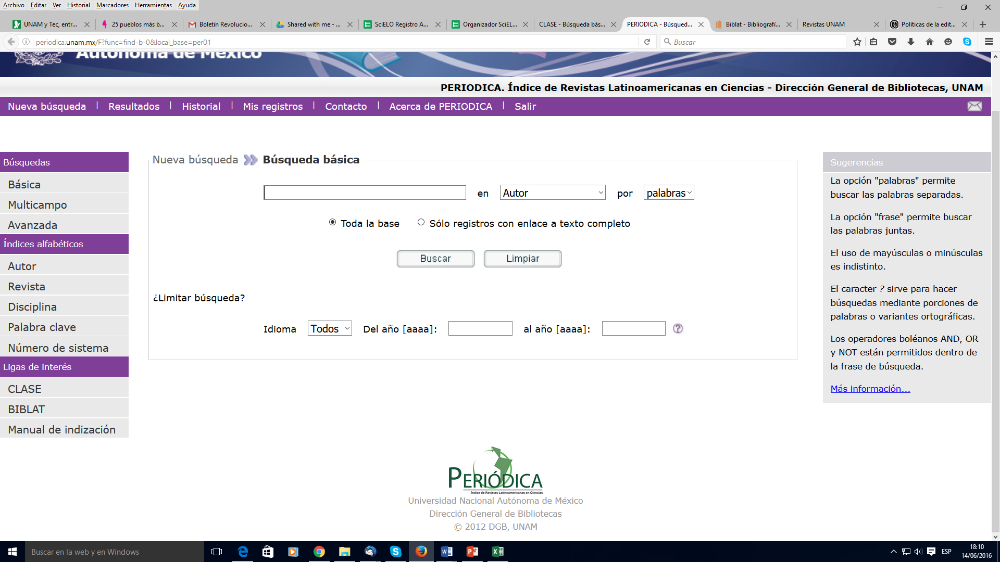 Archivo Editar Ver Historial Marcadores Herramientas Ayuda
UNAM y Tec, entr... 25 pueblos más b... Boletín Revolucio... Shared with me - ... SciELO Registro A... Organizador SciEL... CLASE - Búsqueda bás... PERIODICA - Búsqued... Biblat - Bibliografí... Revistas UNAM Políticas de la edit...
periodica.unam.mx/F?func=find-b-0&local_base=per01 Buscar
Autónoma de México
PERIODICA. Índice de Revistas Latinoamericanas en Ciencias - Dirección General de Bibliotecas, UNAM
Nueva búsqueda | Resultados | Historial | Mis registros | Contacto | Acerca de PERIODICA | Salir
Búsquedas
Básica
Multicampo
Avanzada
Índices alfabéticos
Autor
Revista
Disciplina
Palabra clave
Número de sistema
Ligas de interés
CLASE
BIBLAT
Manual de indización
Nueva búsqueda Búsqueda básica
en Autor por palabras
Toda la base Sólo registros con enlace a texto completo
Buscar Limpiar
¿Limitar búsqueda?
Idioma Todos Del año [aaaa]: al año [aaaa]: ?
Sugerencias
La opción "palabras" permite
buscar las palabras separadas.
La opción "frase" permite buscar
las palabras juntas.
El uso de mayúsculas o minúsculas
es indistinto.
El caracter ? sirve para hacer
búsquedas mediante porciones de
palabras o variantes ortográficas.
Los operadores boléanos AND, OR
y NOT están permitidos dentro de
la frase de búsqueda.
Más información...
PERIÓDICA
Índice de Revistas Latinoamericanas en Ciencias
Universidad Nacional Autónoma de México
Dirección General de Bibliotecas
© 2012 DGB, UNAM
Buscar en la web y en Windows
ESP
18:10
14/06/2016